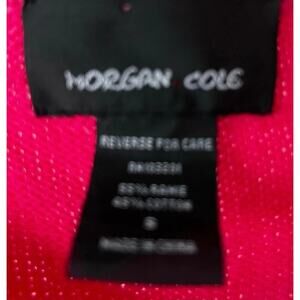 MORGAN COLE
REVERSE FOR CARE
55% RAMIE
45% COTTON
S
MADE IN CHINA